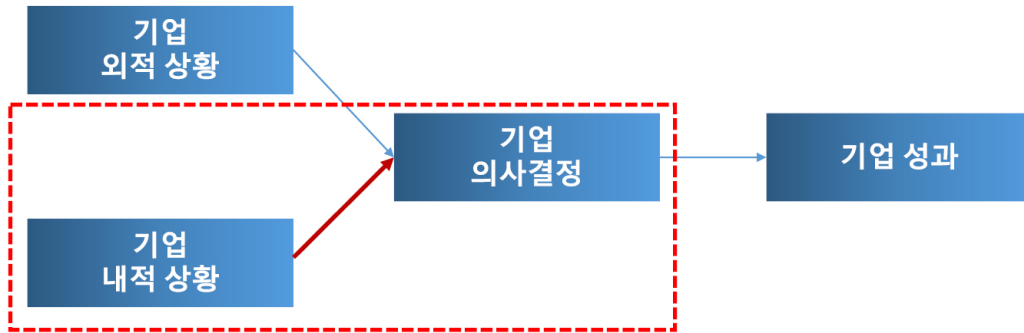 기업
외적 상황
기업
의사결정
기업 성과
기업
내적 상황